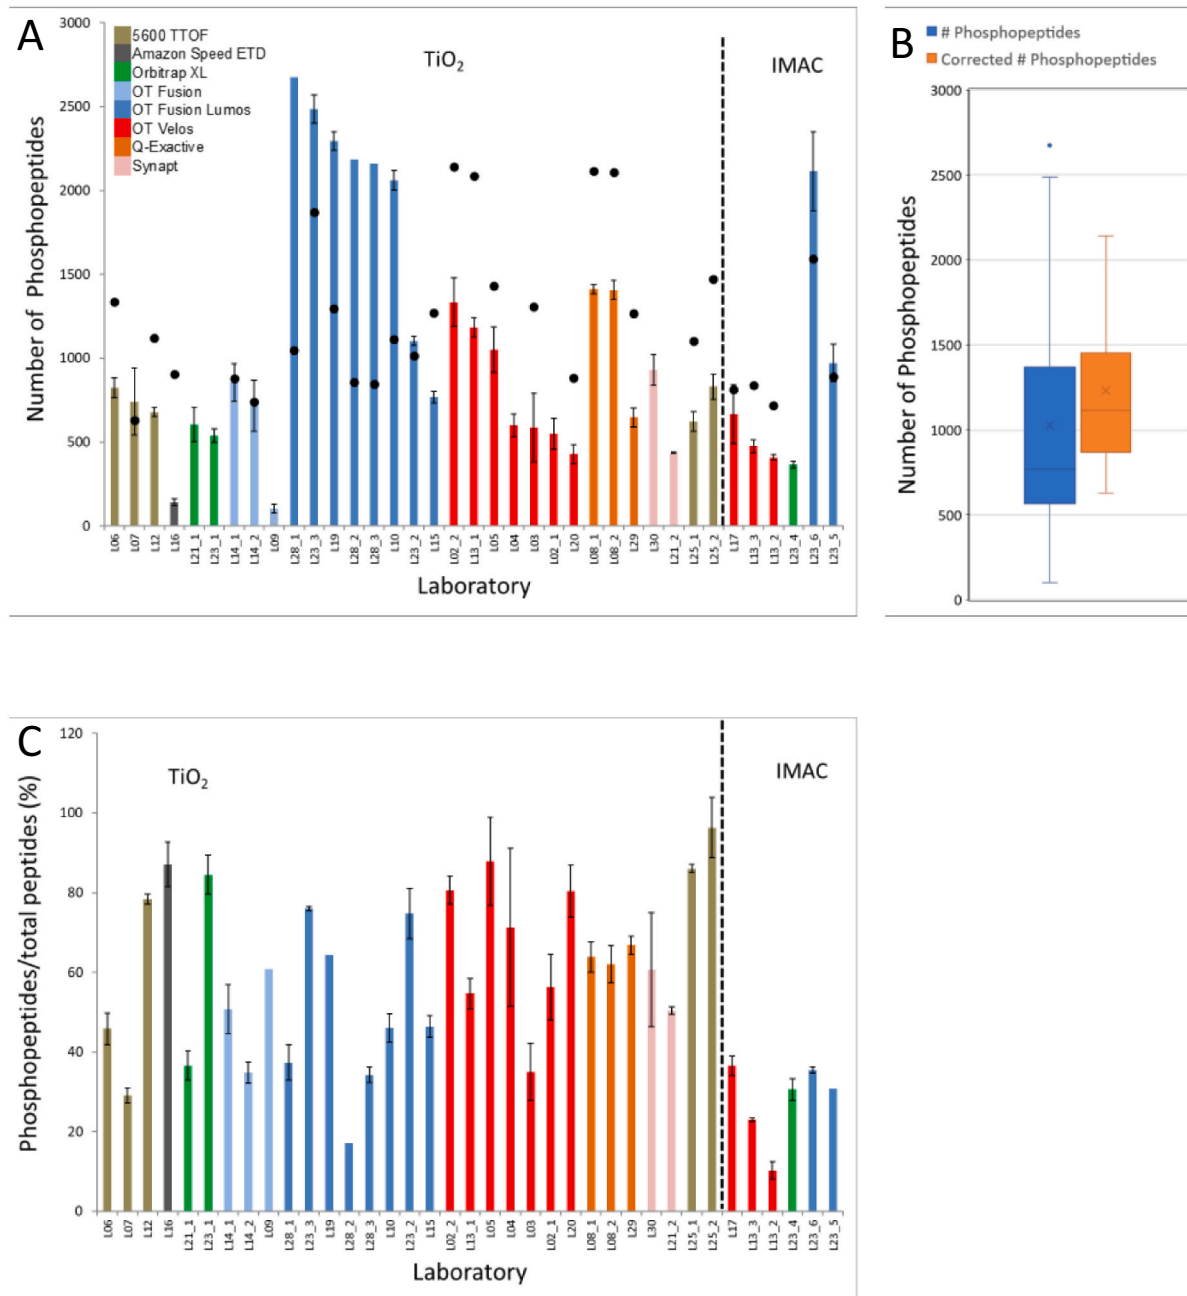 A
5600 TTOF
Amazon Speed ETD
Orbitrap XL
OT Fusion
OT Fusion Lumos
OT Velos
Q-Exactive
Synapt
TiO₂
IMAC
Number of Phosphopeptides
3000
2500
2000
1500
1000
500
0
L06 L07 L12 L16 L21_1 L23_1 L14_1 L14_2 L09 L28_1 L23_3 L19 L28_2 L28_3 L10 L23_2 L15 L02_2 L13_1 L05 L04 L03 L02_1 L20 L08_1 L08_2 L29 L30 L21_2 L25_1 L25_2 L17 L13_3 L13_2 L23_4 L23_6 L23_5
Laboratory
B
# Phosphopeptides
Corrected # Phosphopeptides
Number of Phosphopeptides
3000
2500
2000
1500
1000
500
0
C
TiO₂
IMAC
Phosphopeptides/total peptides (%)
120
100
80
60
40
20
0
L06 L07 L12 L16 L21_1 L23_1 L14_1 L14_2 L09 L28_1 L23_3 L19 L28_2 L28_3 L10 L23_2 L15 L02_2 L13_1 L05 L04 L03 L02_1 L20 L08_1 L08_2 L29 L30 L21_2 L25_1 L25_2 L17 L13_3 L13_2 L23_4 L23_6 L23_5
Laboratory